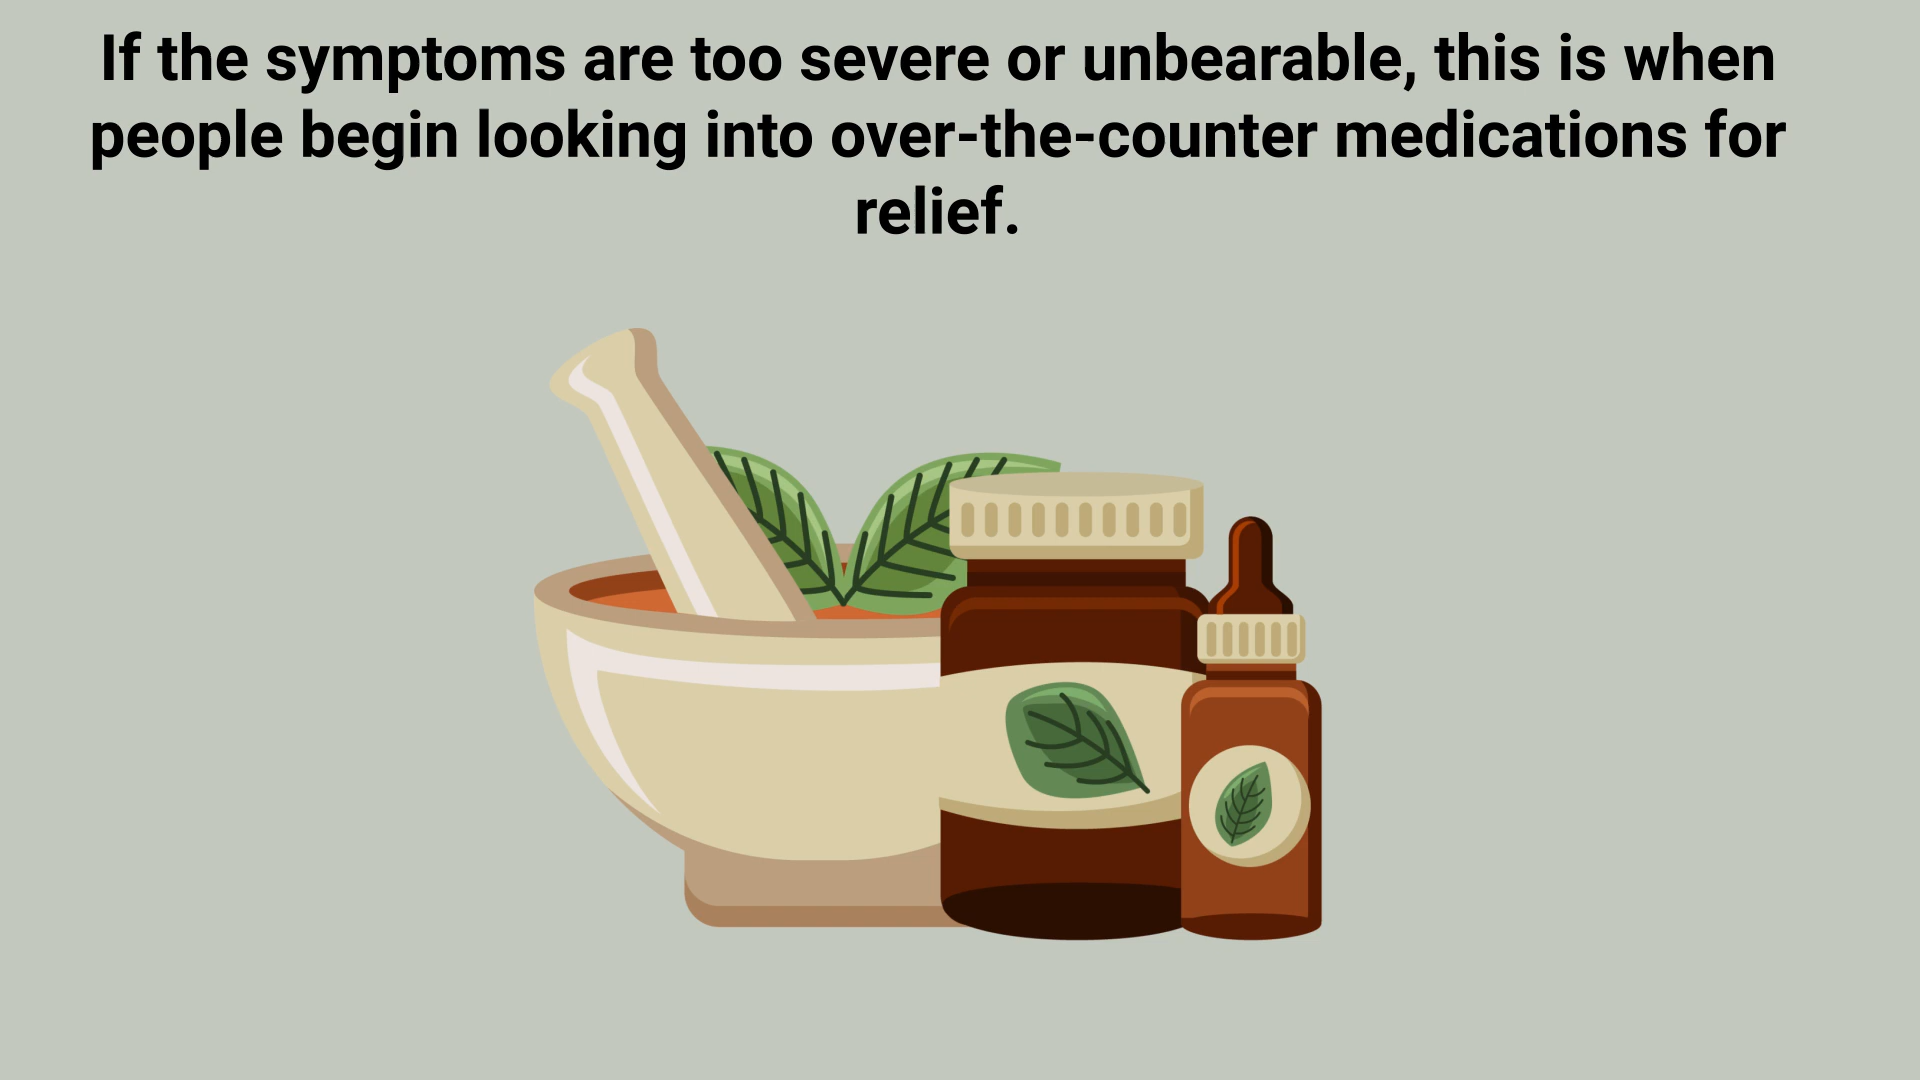 If the symptoms are too severe or unbearable, this is when
people begin looking into over-the-counter medications for
relief.